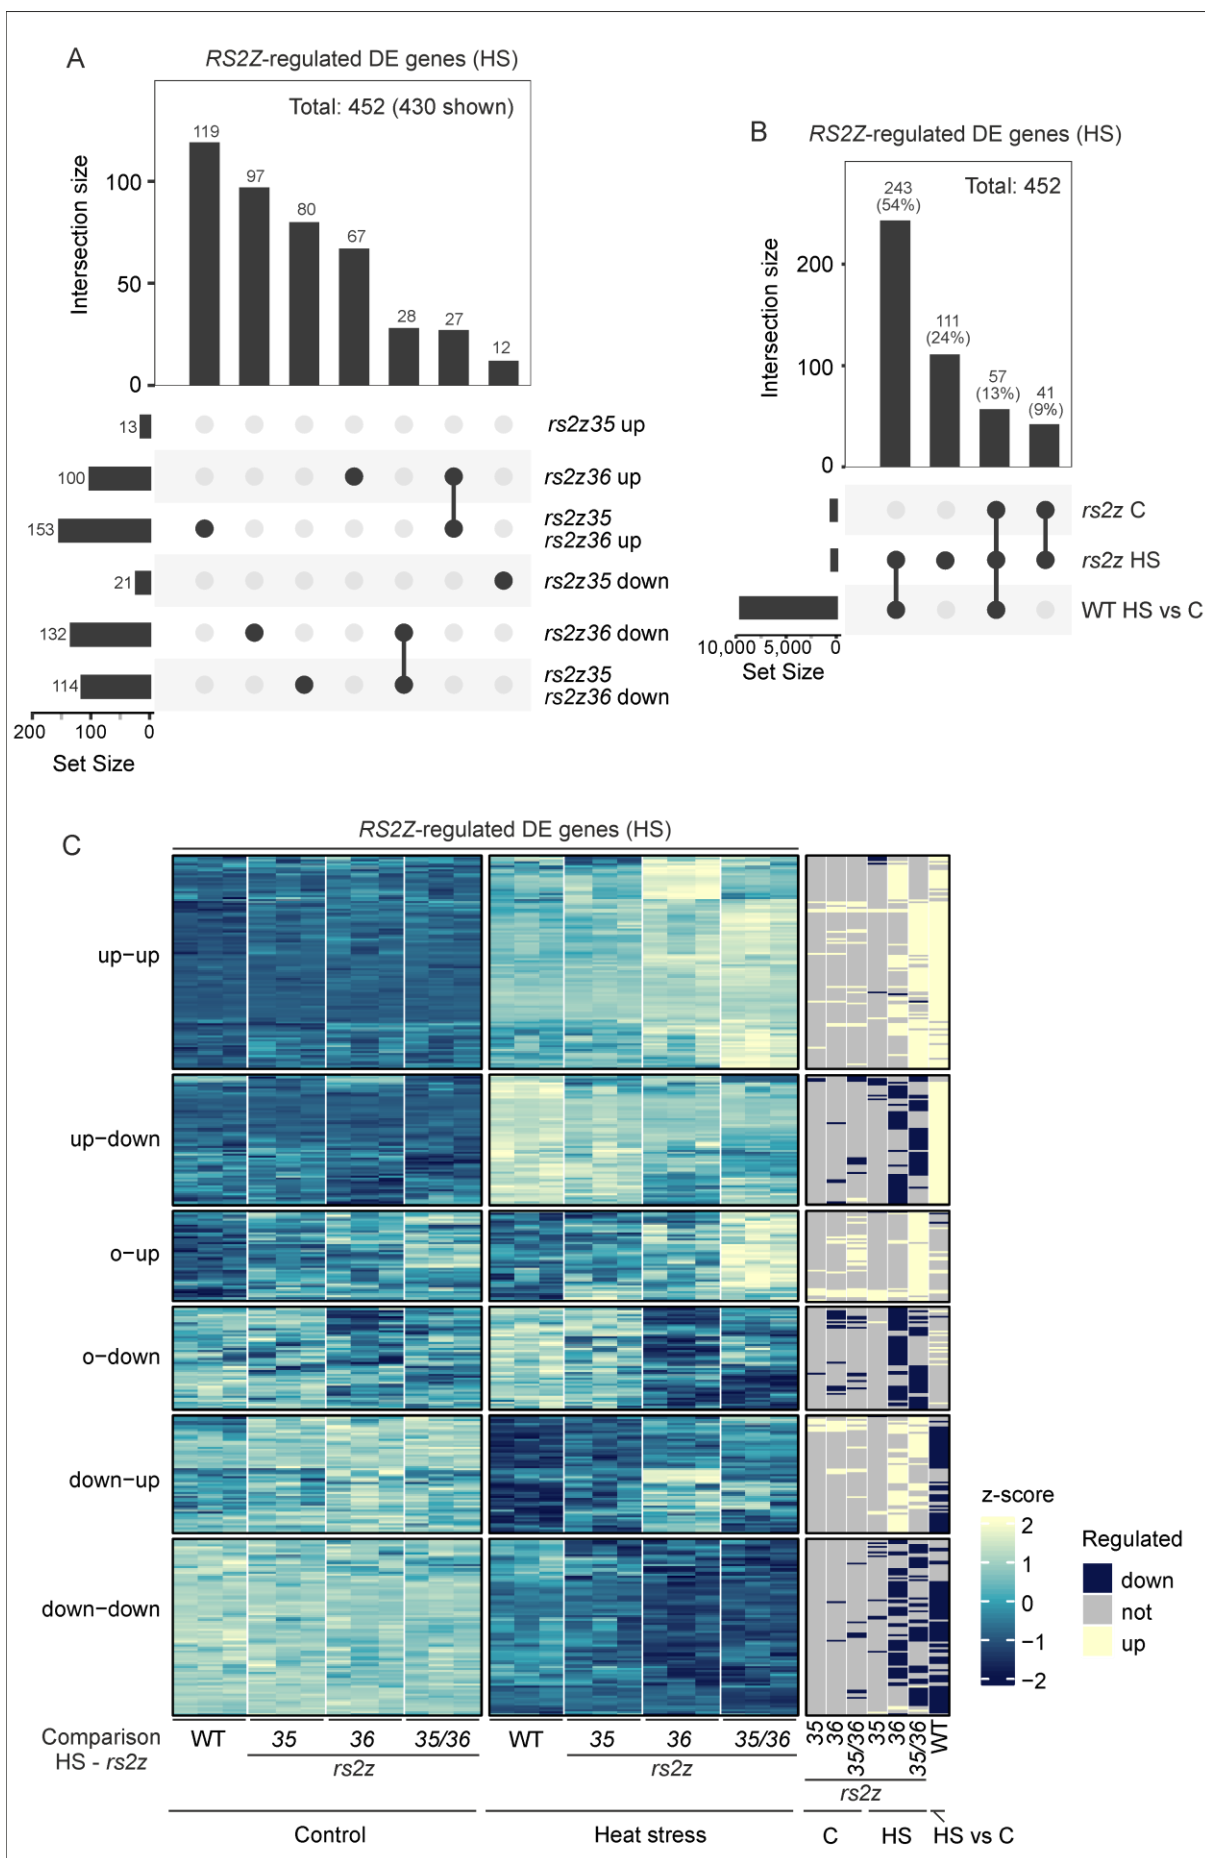 A
RS2Z-regulated DE genes (HS)
Total: 452 (430 shown)
Intersection size
100
50
0
119
97
80
67
28
27
12
13
100
153
21
132
114
rs2z35 up
rs2z36 up
rs2z35
rs2z36 up
rs2z35 down
rs2z36 down
rs2z35
rs2z36 down
200
100
0
Set Size
B
RS2Z-regulated DE genes (HS)
Total: 452
Intersection size
200
100
0
243
(54%)
111
(24%)
57
(13%)
41
(9%)
rs2z C
rs2z HS
WT HS vs C
10,000
5,000
0
Set Size
C
RS2Z-regulated DE genes (HS)
up−up
up−down
o−up
o−down
down−up
down−down
z-score
2
1
0
−1
−2
Regulated
down
not
up
Comparison
HS - rs2z
WT
35
36
35/36
rs2z
Control
WT
35
36
35/36
rs2z
Heat stress
35
36
35/36
35
36
35/36
WT
rs2z
C
HS
HS vs C